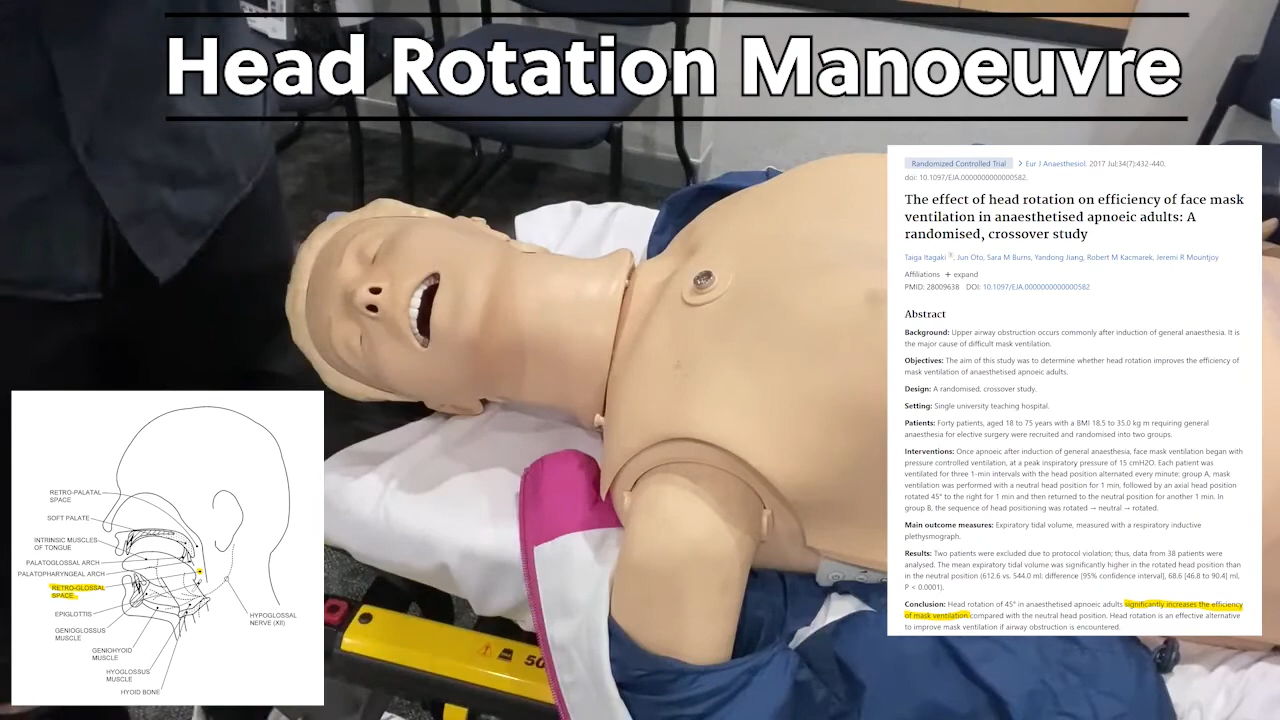 Head Rotation Manoeuvre
Randomized Controlled Trial > Eur J Anaesthesiol. 2017 Jul;34(7):432-440.
doi: 10.1097/EJA.0000000000000582.
The effect of head rotation on efficiency of face mask
ventilation in anaesthetised apnoeic adults: A
randomised, crossover study
Taiga Itagaki 1, Jun Oto, Sara M Burns, Yandong Jiang, Robert M Kacmarek, Jeremi R Mountjoy
Affiliations + expand
PMID: 28009638 DOI: 10.1097/EJA.0000000000000582
Abstract
Background: Upper airway obstruction occurs commonly after induction of general anaesthesia. It is
the major cause of difficult mask ventilation.
Objectives: The aim of this study was to determine whether head rotation improves the efficiency of
mask ventilation of anaesthetised apnoeic adults.
Design: A randomised, crossover study.
Setting: Single university teaching hospital.
Patients: Forty patients, aged 18 to 75 years with a BMI 18.5 to 35.0 kg m requiring general
anaesthesia for elective surgery were recruited and randomised into two groups.
Interventions: Once apnoeic after induction of general anaesthesia, face mask ventilation began with
pressure controlled ventilation, at a peak inspiratory pressure of 15 cmH2O. Each patient was
ventilated for three 1-min intervals with the head position alternated every minute: group A, mask
ventilation was performed with a neutral head position for 1 min, followed by an axial head position
rotated 45° to the right for 1 min and then returned to the neutral position for another 1 min. In
group B, the sequence of head positioning was rotated → neutral → rotated.
Main outcome measures: Expiratory tidal volume, measured with a respiratory inductive
plethysmograph.
Results: Two patients were excluded due to protocol violation; thus, data from 38 patients were
analysed. The mean expiratory tidal volume was significantly higher in the rotated head position than
in the neutral position (612.6 vs. 544.0 ml: difference [95% confidence interval], 68.6 [46.8 to 90.4] ml,
P < 0.0001).
Conclusion: Head rotation of 45° in anaesthetised apnoeic adults significantly increases the efficiency
of mask ventilation compared with the neutral head position. Head rotation is an effective alternative
to improve mask ventilation if airway obstruction is encountered.
RETRO-PALATAL
SPACE
SOFT PALATE
INTRINSIC MUSCLES
OF TONGUE
PALATOGLOSSAL ARCH
PALATOPHARYNGEAL ARCH
RETRO-GLOSSAL
SPACE
EPIGLOTTIS
GENIOGLOSSUS
MUSCLE
GENIOHYOID
MUSCLE
HYOGLOSSUS
MUSCLE
HYOID BONE
HYPOGLOSSAL
NERVE (XII)
50